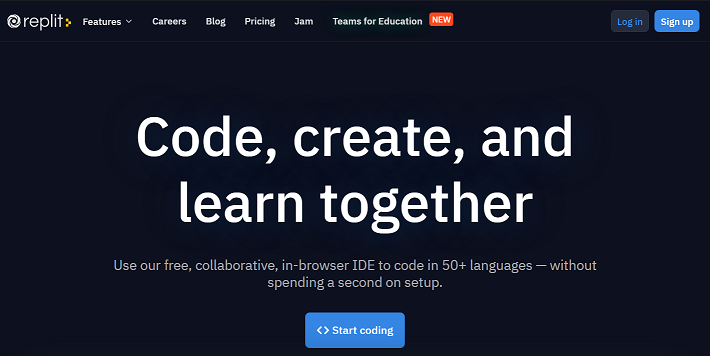 replit Features Careers Blog Pricing Jam Teams for Education NEW Log in Sign up
Code, create, and
learn together
Use our free, collaborative, in-browser IDE to code in 50+ languages — without
spending a second on setup.
<> Start coding